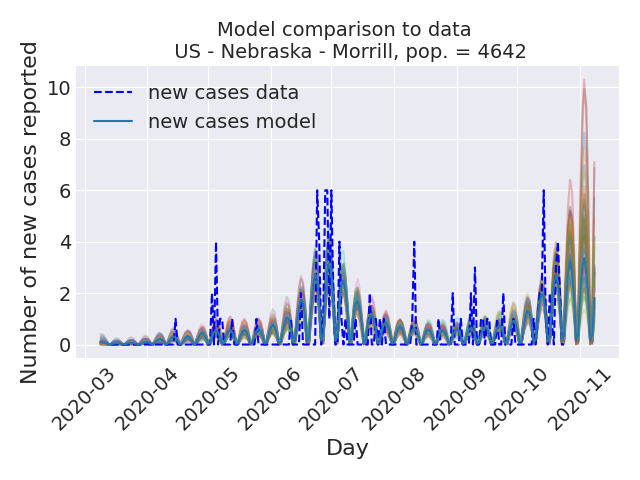 Model comparison to data
US - Nebraska - Morrill, pop. = 4642
Number of new cases reported
10
8
6
4
2
0
new cases data
new cases model
2020-03
2020-04
2020-05
2020-06
2020-07
2020-08
2020-09
2020-10
2020-11
Day